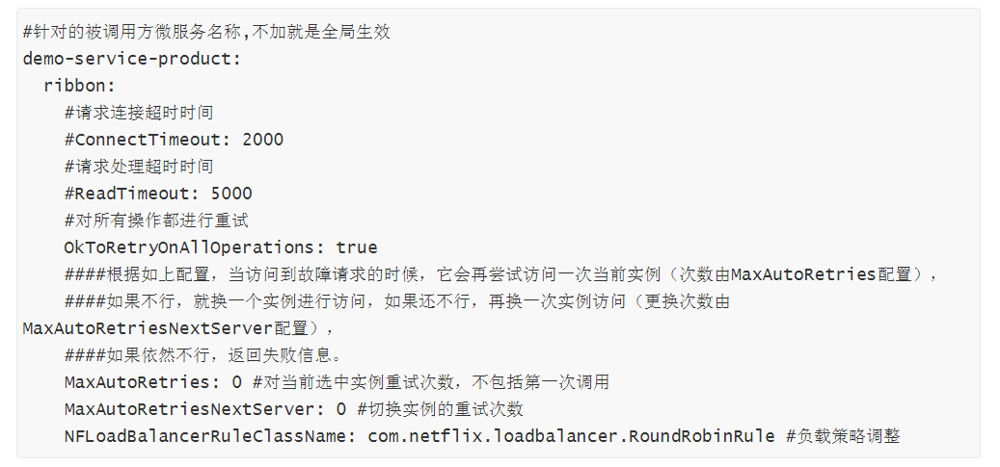 #针对的被调用方微服务名称,不加就是全局生效
demo-service-product:
  ribbon:
    #请求连接超时时间
    #ConnectTimeout: 2000
    #请求处理超时时间
    #ReadTimeout: 5000
    #对所有操作都进行重试
    OkToRetryOnAllOperations: true
    ####根据如上配置，当访问到故障请求的时候，它会再尝试访问一次当前实例（次数由MaxAutoRetries配置），
    ####如果不行，就换一个实例进行访问，如果还不行，再换一次实例访问（更换次数由
MaxAutoRetriesNextServer配置），
    ####如果依然不行，返回失败信息。
    MaxAutoRetries: 0 #对当前选中实例重试次数，不包括第一次调用
    MaxAutoRetriesNextServer: 0 #切换实例的重试次数
    NFLoadBalancerRuleClassName: com.netflix.loadbalancer.RoundRobinRule #负载策略调整